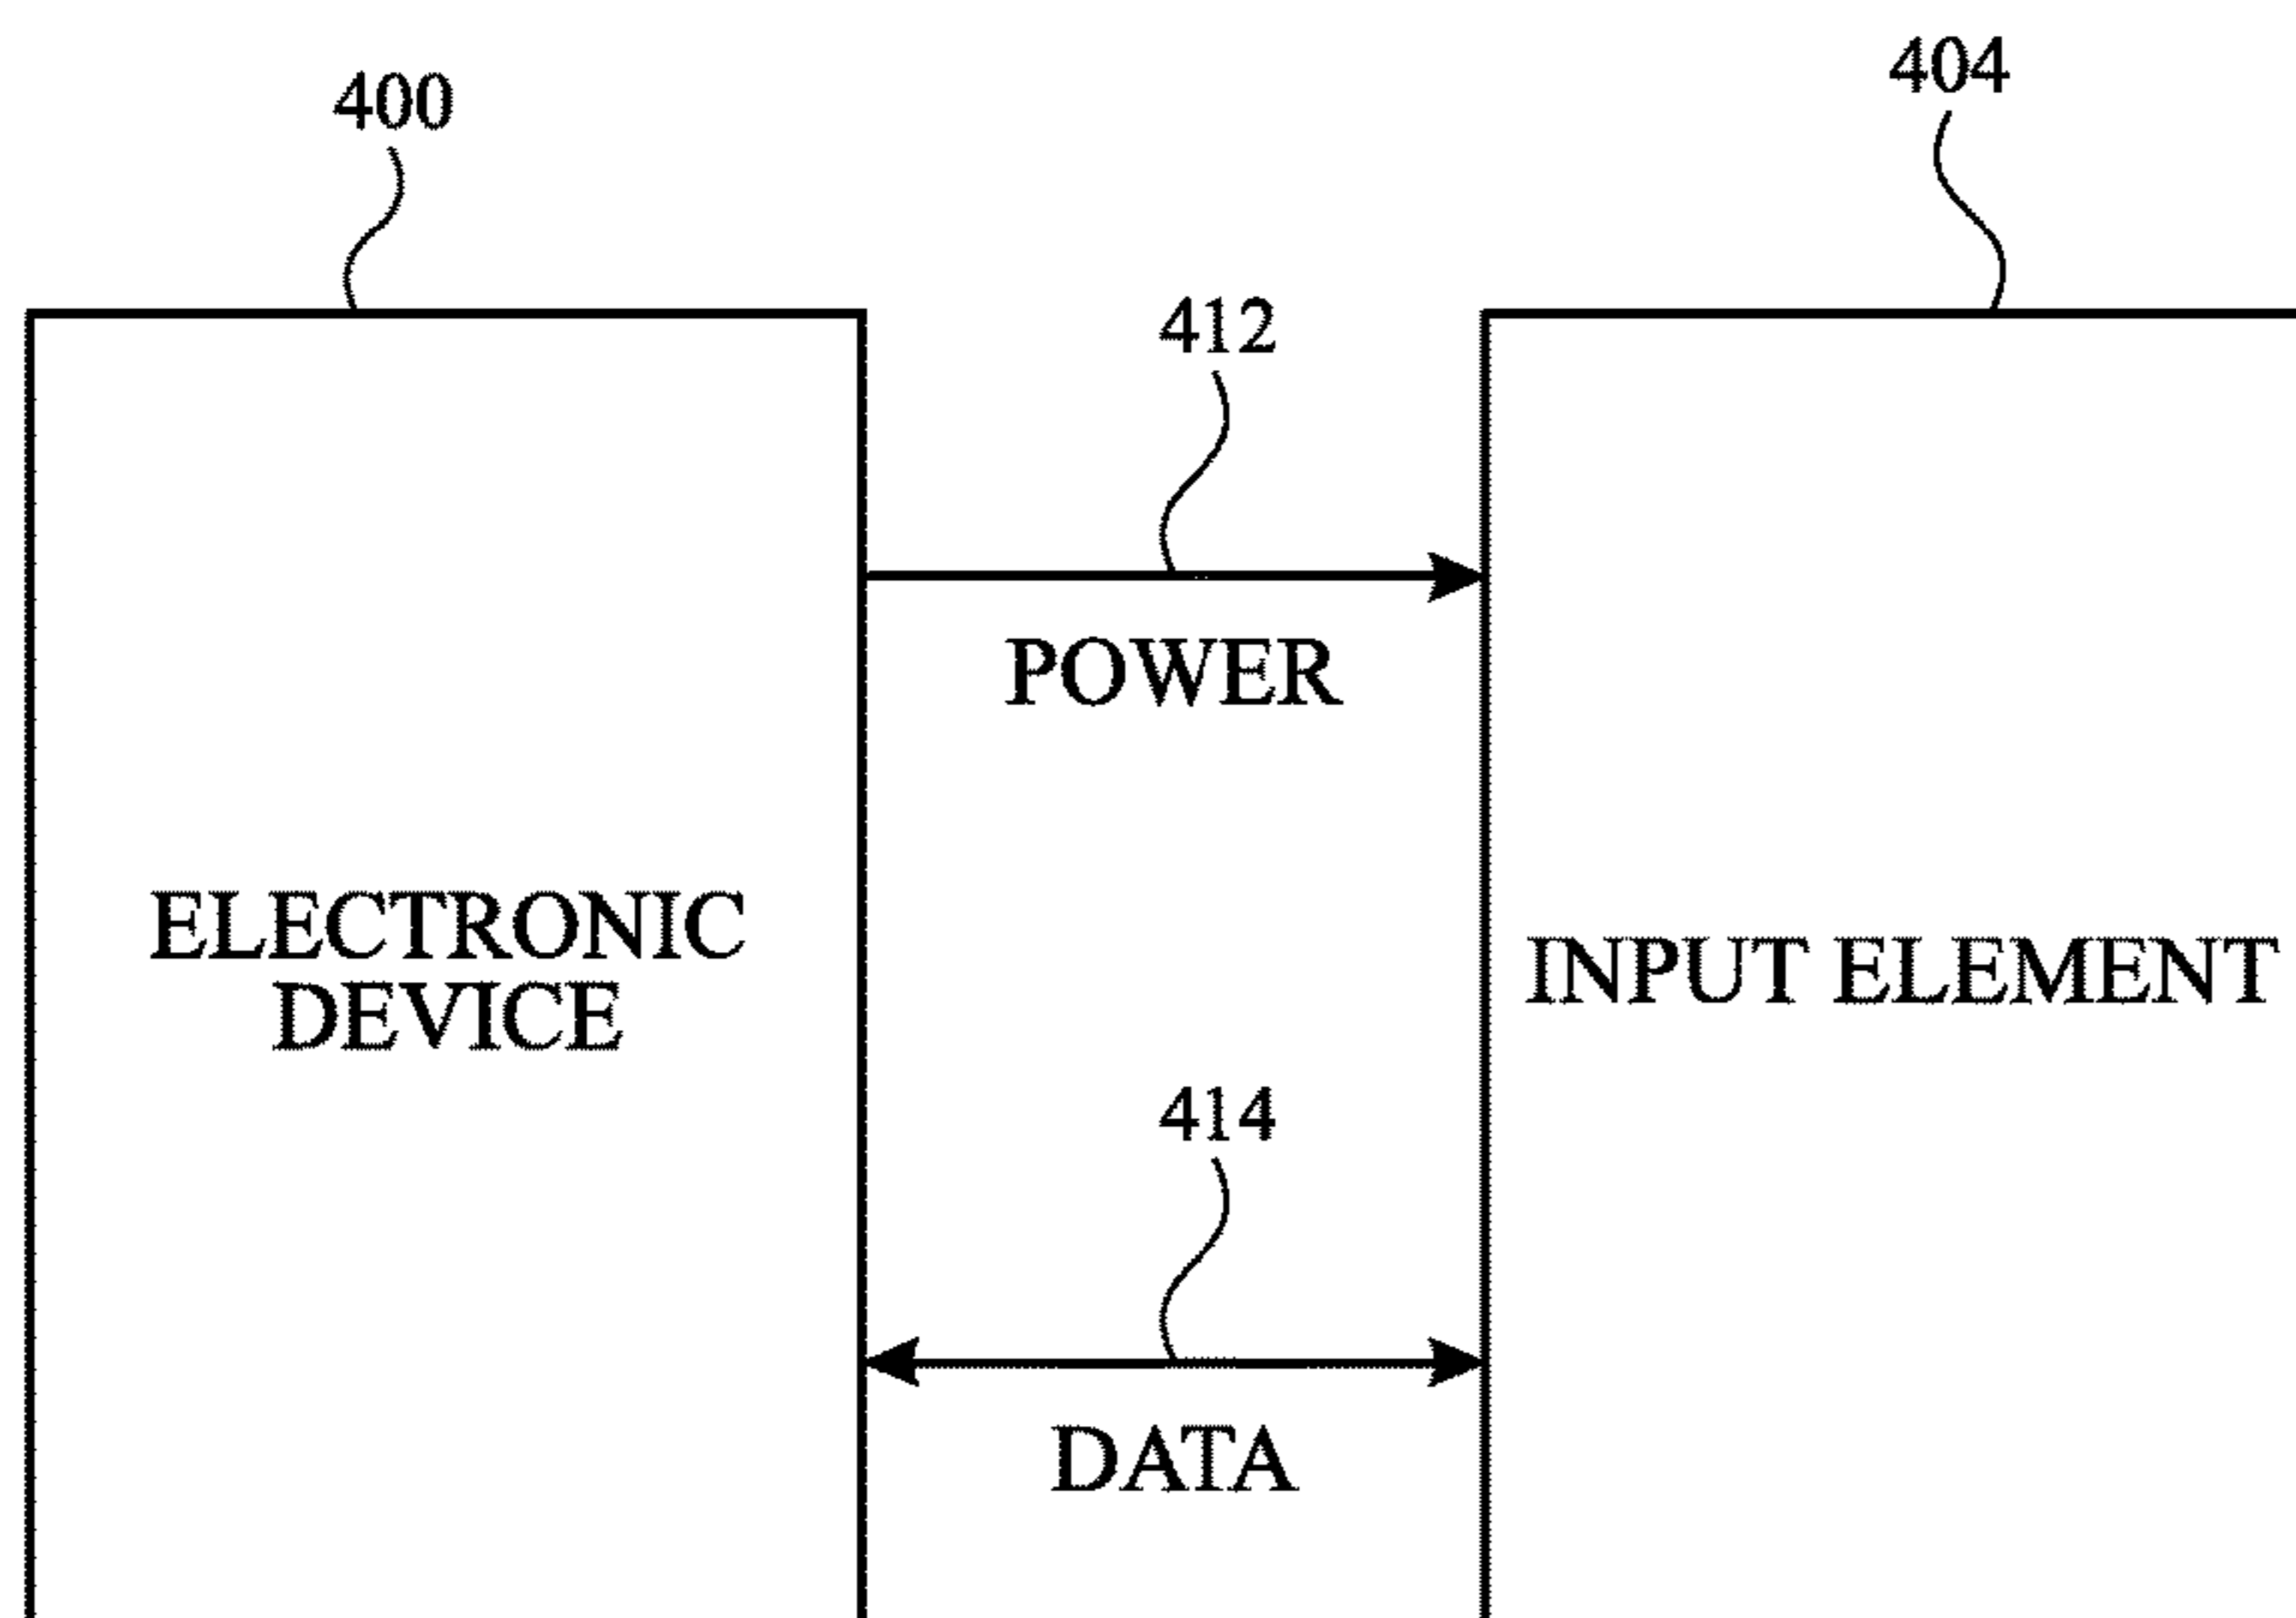 400
404
412
POWER
ELECTRONIC
DEVICE
INPUT ELEMENT
414
DATA